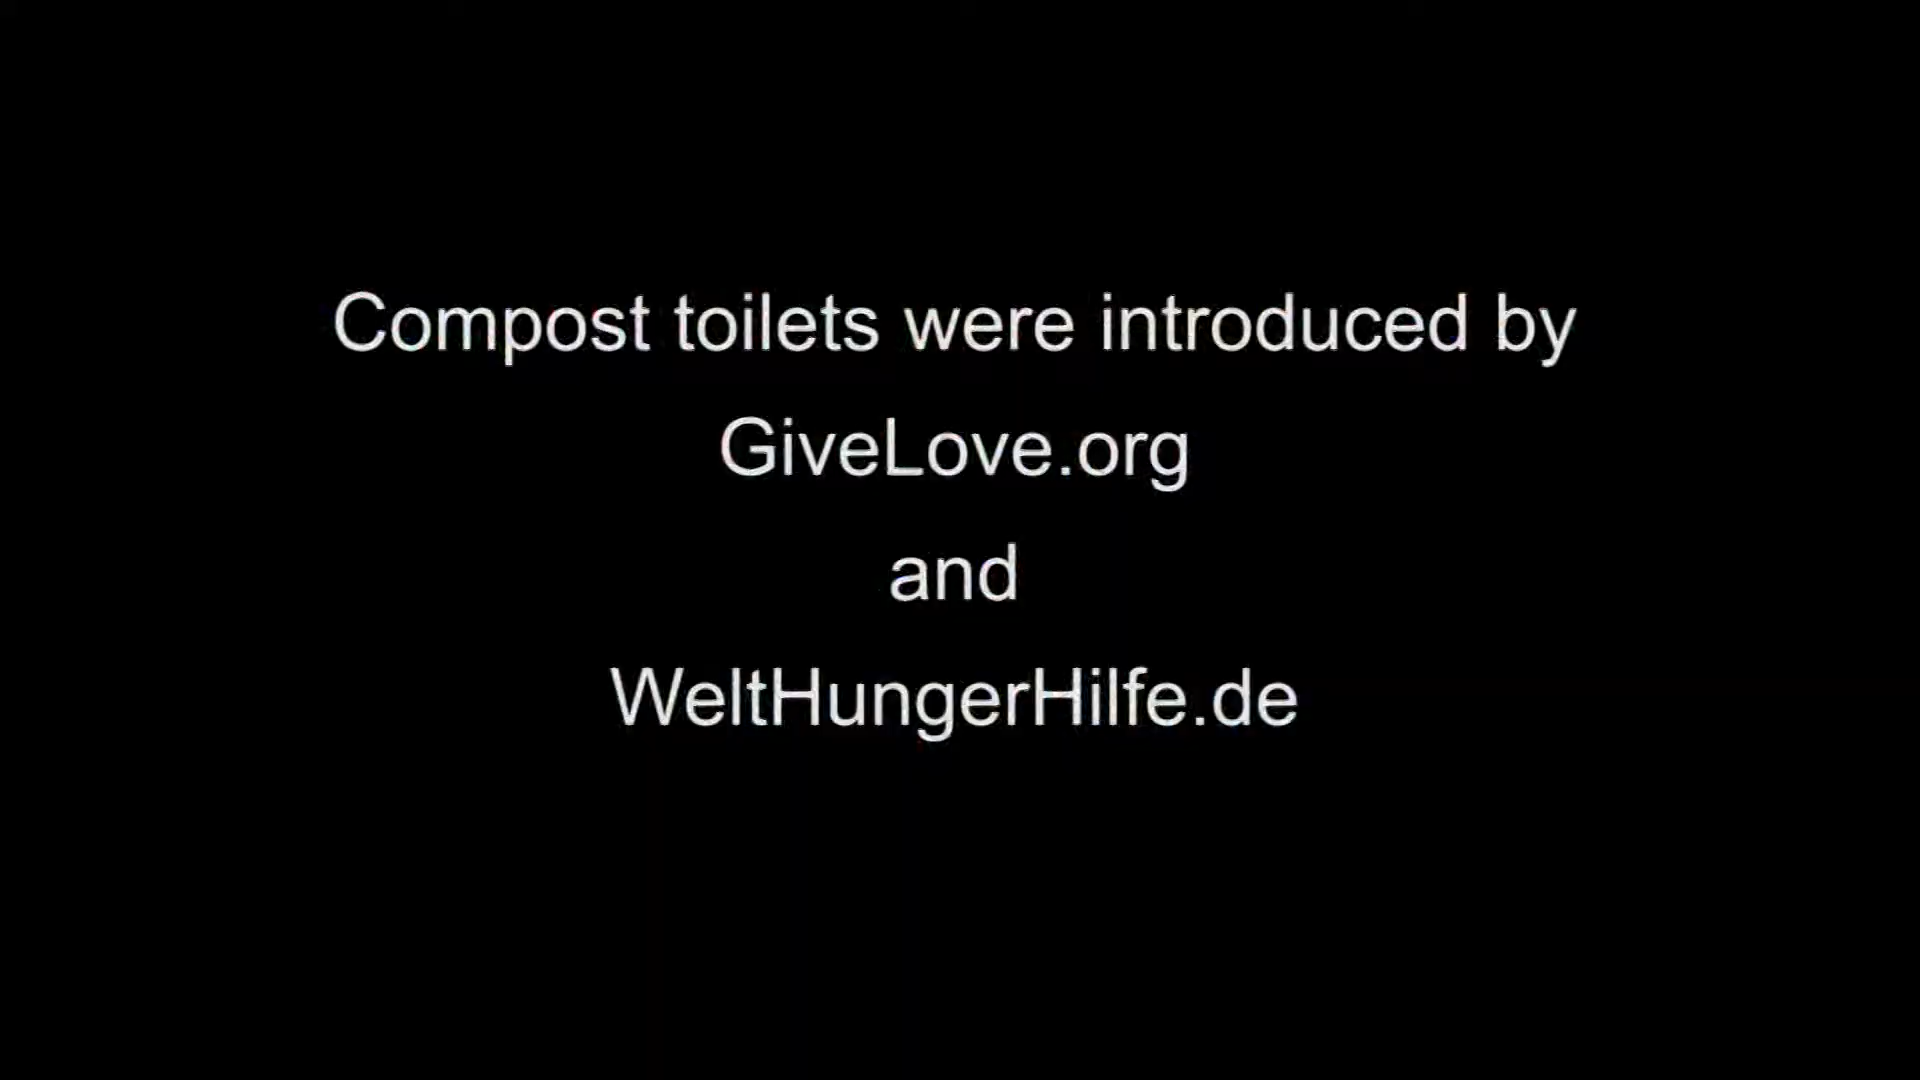 Compost toilets were introduced by
GiveLove.org
and
WeltHungerHilfe.de